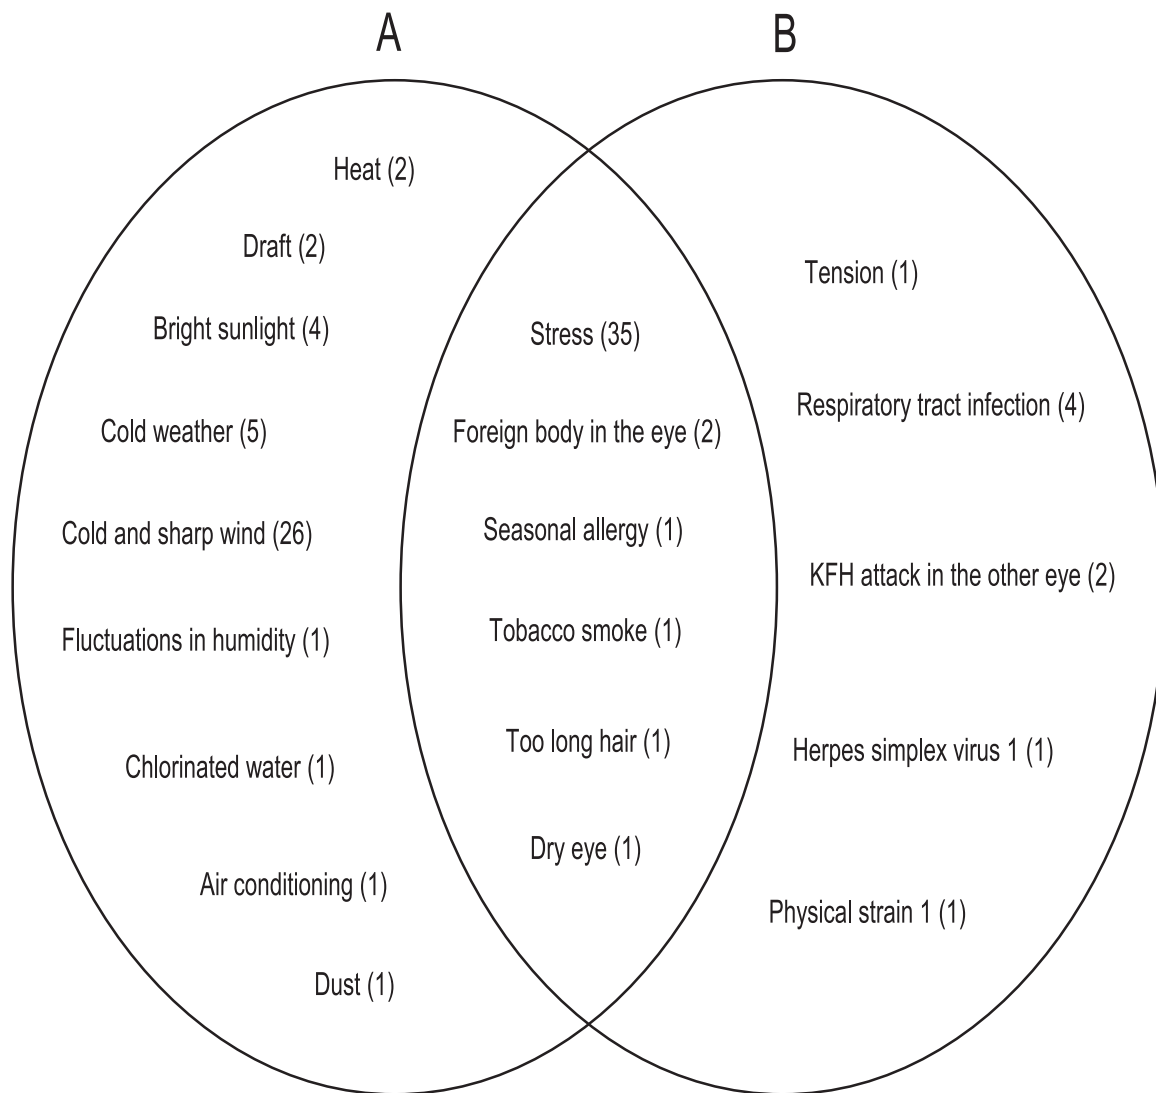 A
B
Heat (2)
Draft (2)
Bright sunlight (4)
Cold weather (5)
Cold and sharp wind (26)
Fluctuations in humidity (1)
Chlorinated water (1)
Air conditioning (1)
Dust (1)
Stress (35)
Foreign body in the eye (2)
Seasonal allergy (1)
Tobacco smoke (1)
Too long hair (1)
Dry eye (1)
Tension (1)
Respiratory tract infection (4)
KFH attack in the other eye (2)
Herpes simplex virus 1 (1)
Physical strain 1 (1)